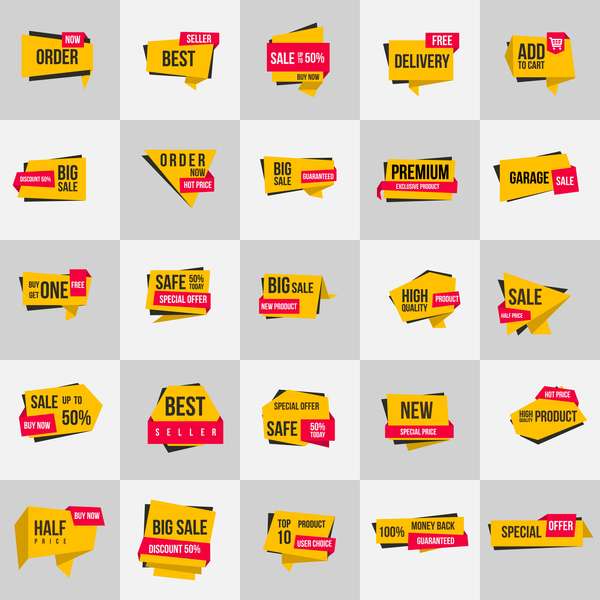 NOW
ORDER
SELLER
BEST
SALE UP TO 50%
BUY NOW
FREE
DELIVERY
ADD
TO CART
DISCOUNT 50%
BIG
SALE
ORDER
NOW
HOT PRICE
BIG
SALE
GUARANTEED
PREMIUM
EXCLUSIVE PRODUCT
GARAGE
SALE
BUY
GET
ONE
FREE
SAFE 50%
TODAY
SPECIAL OFFER
BIG SALE
NEW PRODUCT
HIGH
QUALITY
PRODUCT
SALE
HALF PRICE
SALE UP TO
50%
BUY NOW
BEST
SELLER
SPECIAL OFFER
SAFE
50%
TODAY
NEW
SPECIAL PRICE
HOT PRICE
HIGH
QUALITY
PRODUCT
BUY NOW
HALF
PRICE
BIG SALE
DISCOUNT 50%
TOP
10
PRODUCT
USER CHOICE
100%
MONEY BACK
GUARANTEED
SPECIAL
OFFER